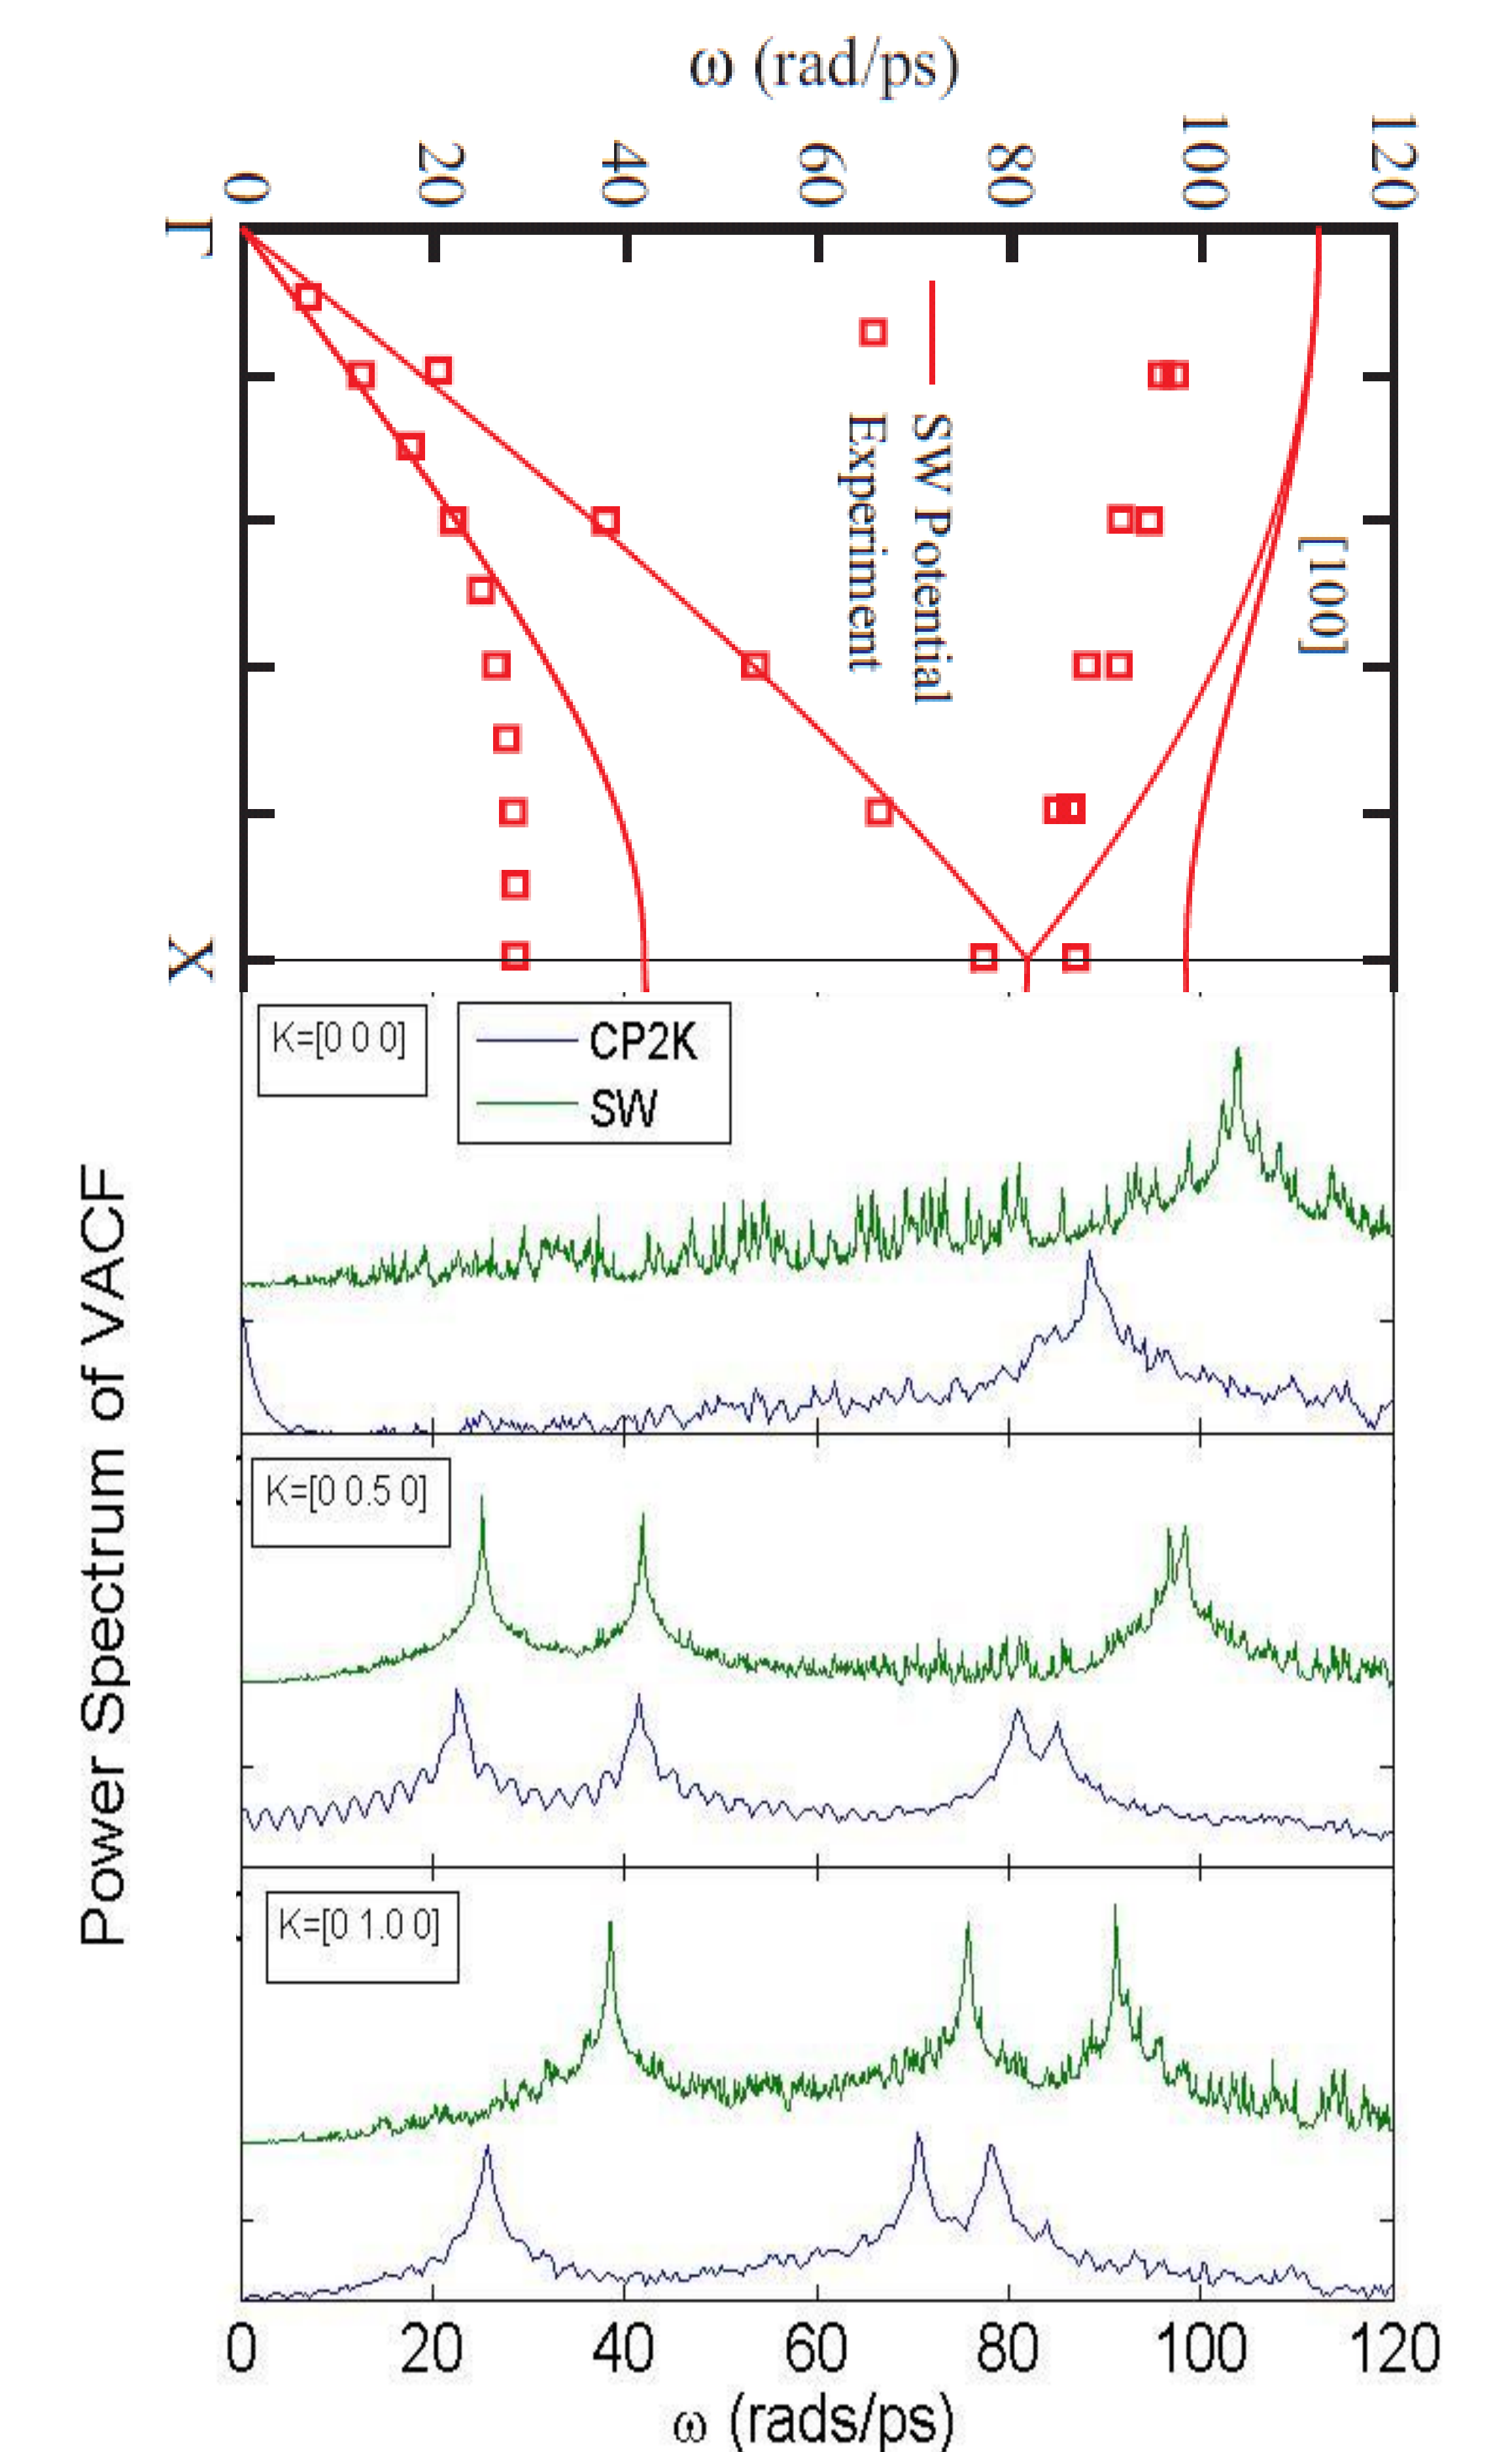 ω (rad/ps)
0 20 40 60 80 100 120
Γ
SW Potential
Experiment
[100]
X
K=[0 0 0]
CP2K
SW
Power Spectrum of VACF
K=[0 0.5 0]
K=[0 1.0 0]
0 20 40 60 80 100 120
ω (rads/ps)